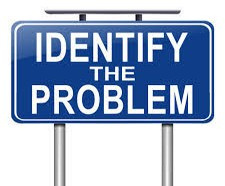 IDENTIFY
THE
PROBLEM